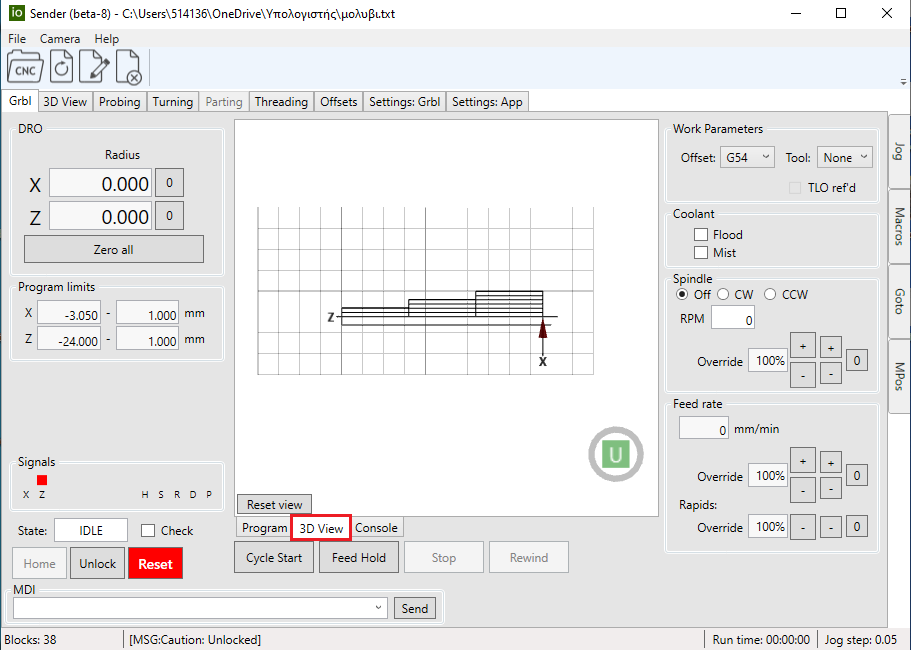 io Sender (beta-8) - C:\Users\514136\OneDrive\Υπολογιστής\μολυβι.txt
File Camera Help
CNC
Grbl 3D View Probing Turning Parting Threading Offsets Settings: Grbl Settings: App
DRO
Radius
X 0.000 0
Z 0.000 0
Zero all
Program limits
X -3.050 - 1.000 mm
Z -24.000 - 1.000 mm
Signals
X Z H S R D P
State: IDLE Check
Home Unlock Reset
MDI
Send
Z
X
U
Reset view
Program 3D View Console
Cycle Start Feed Hold Stop Rewind
Work Parameters
Offset: G54 Tool: None
TLO ref'd
Coolant
Flood
Mist
Spindle
Off CW CCW
RPM 0
Override 100% + - + - 0
Feed rate
0 mm/min
Override 100% + - + - 0
Rapids:
Override 100% - - 0
Jog
Macros
Goto
MPos
Blocks: 38 [MSG:Caution: Unlocked] Run time: 00:00:00 Jog step: 0.05